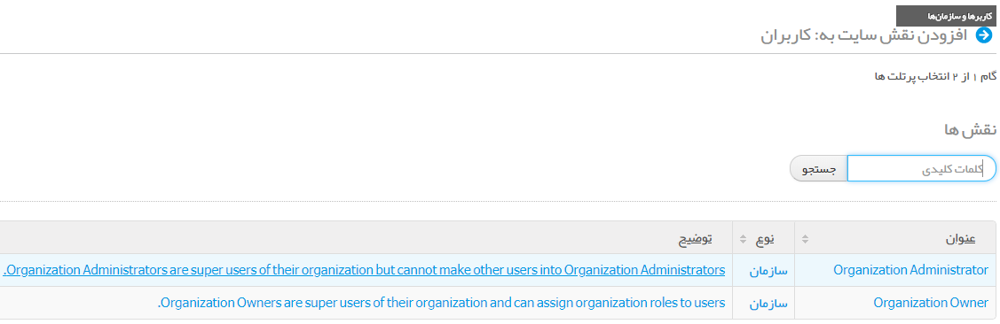 کاربرها و سازمان‌ها
افزودن نقش سایت به: کاربران
گام ۱ از ۲ انتخاب پرتلت ها
نقش ها
کلمات کلیدی جستجو
عنوان نوع توضیح
Organization Administrator سازمان Organization Administrators are super users of their organization but cannot make other users into Organization Administrators.
Organization Owner سازمان Organization Owners are super users of their organization and can assign organization roles to users.